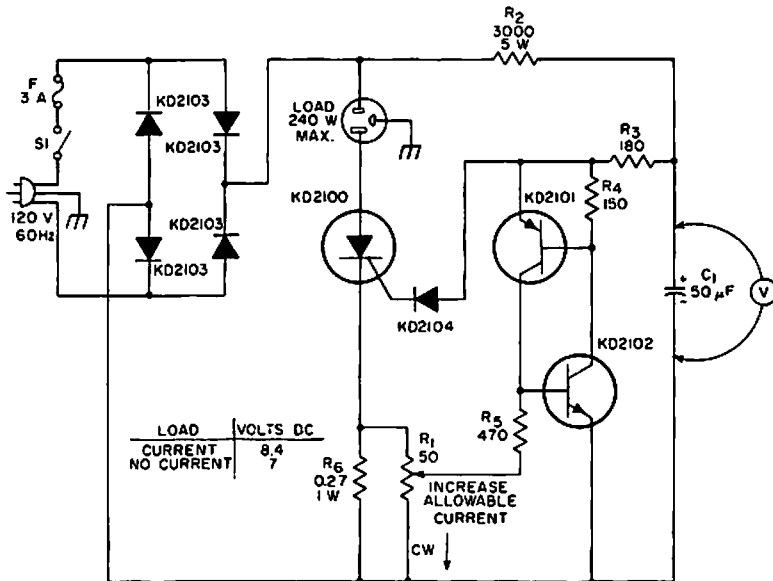 R2
3000
5 W
F
3 A
S1
120 V
60Hz
KD2103
KD2103
KD2103
KD2103
LOAD
240 W
MAX.
KD2100
KD2104
KD2101
R3
180
R4
150
C1
50 µF
+
-
V
KD2102
R5
470
LOAD VOLTS DC
CURRENT 8.4
NO CURRENT 7
R6
0.27
1 W
R1
50
INCREASE
ALLOWABLE
CURRENT
CW